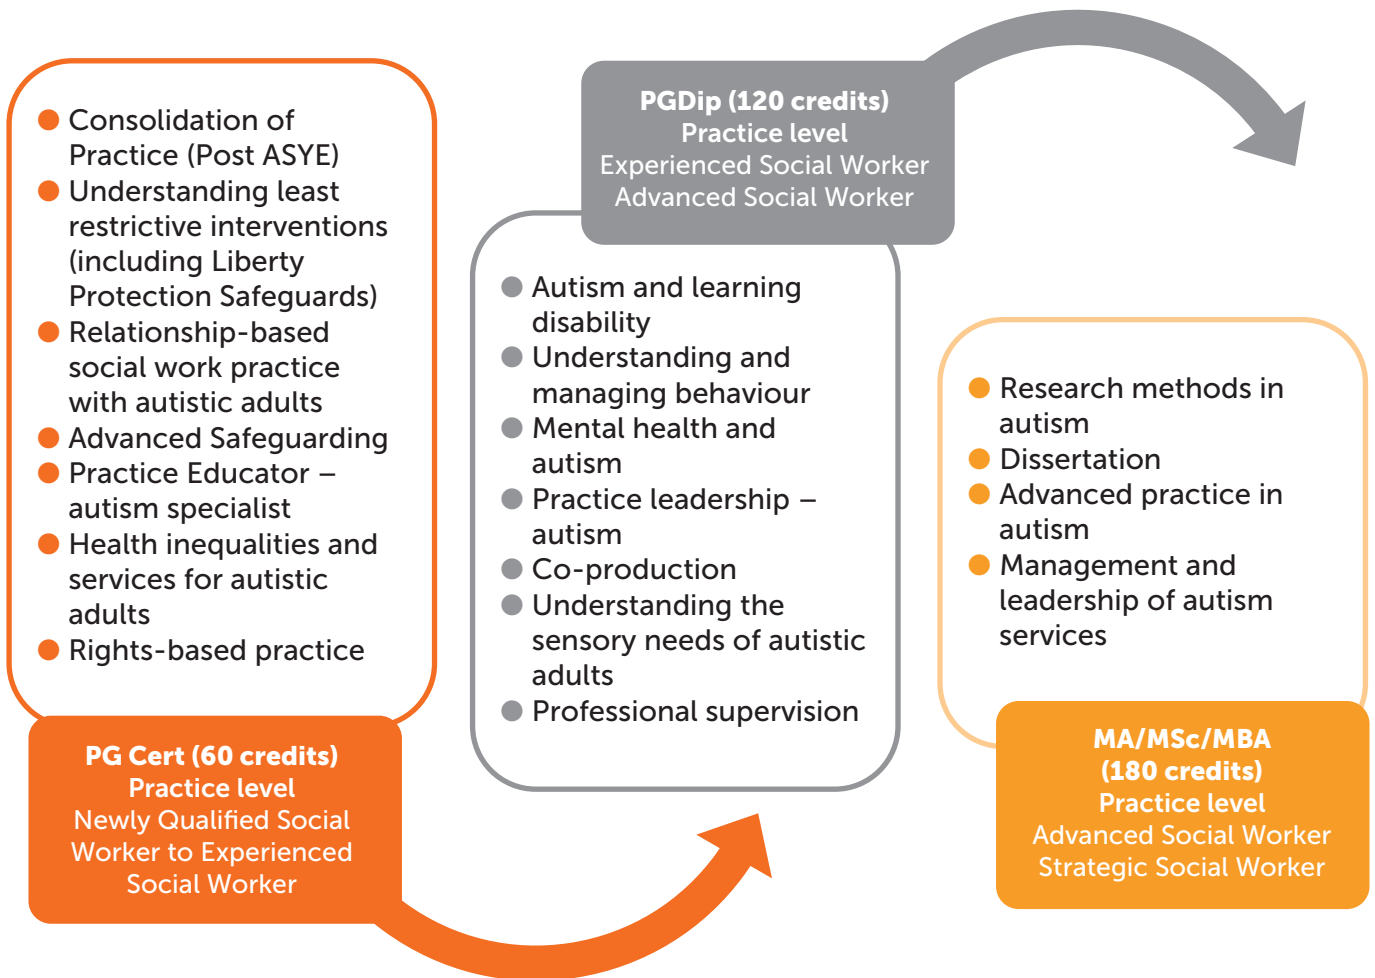 Consolidation of
Practice (Post ASYE)
Understanding least
restrictive interventions
(including Liberty
Protection Safeguards)
Relationship-based
social work practice
with autistic adults
Advanced Safeguarding
Practice Educator –
autism specialist
Health inequalities and
services for autistic
adults
Rights-based practice
PG Cert (60 credits)
Practice level
Newly Qualified Social
Worker to Experienced
Social Worker
PGDip (120 credits)
Practice level
Experienced Social Worker
Advanced Social Worker
Autism and learning
disability
Understanding and
managing behaviour
Mental health and
autism
Practice leadership –
autism
Co-production
Understanding the
sensory needs of autistic
adults
Professional supervision
Research methods in
autism
Dissertation
Advanced practice in
autism
Management and
leadership of autism
services
MA/MSc/MBA
(180 credits)
Practice level
Advanced Social Worker
Strategic Social Worker